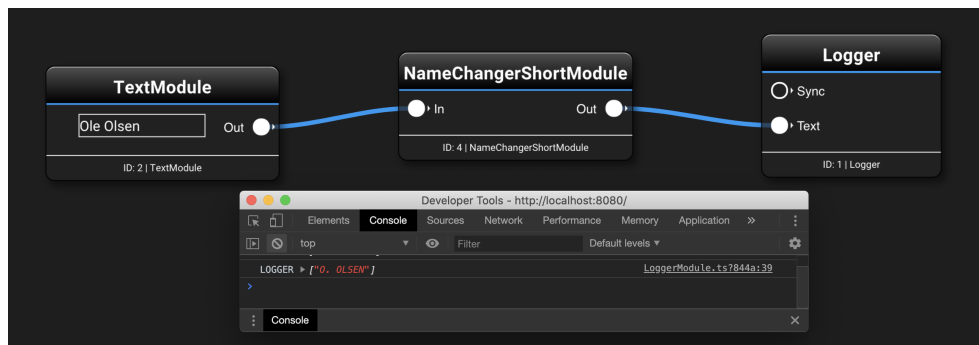 TextModule
Ole Olsen
Out
ID: 2 | TextModule
NameChangerShortModule
In
Out
ID: 4 | NameChangerShortModule
Logger
Sync
Text
ID: 1 | Logger
Developer Tools - http://localhost:8080/
Elements Console Sources Network Performance Memory Application »
top Filter Default levels
LOGGER ["O. OLSEN"] LoggerModule.ts?844a:39
>
Console